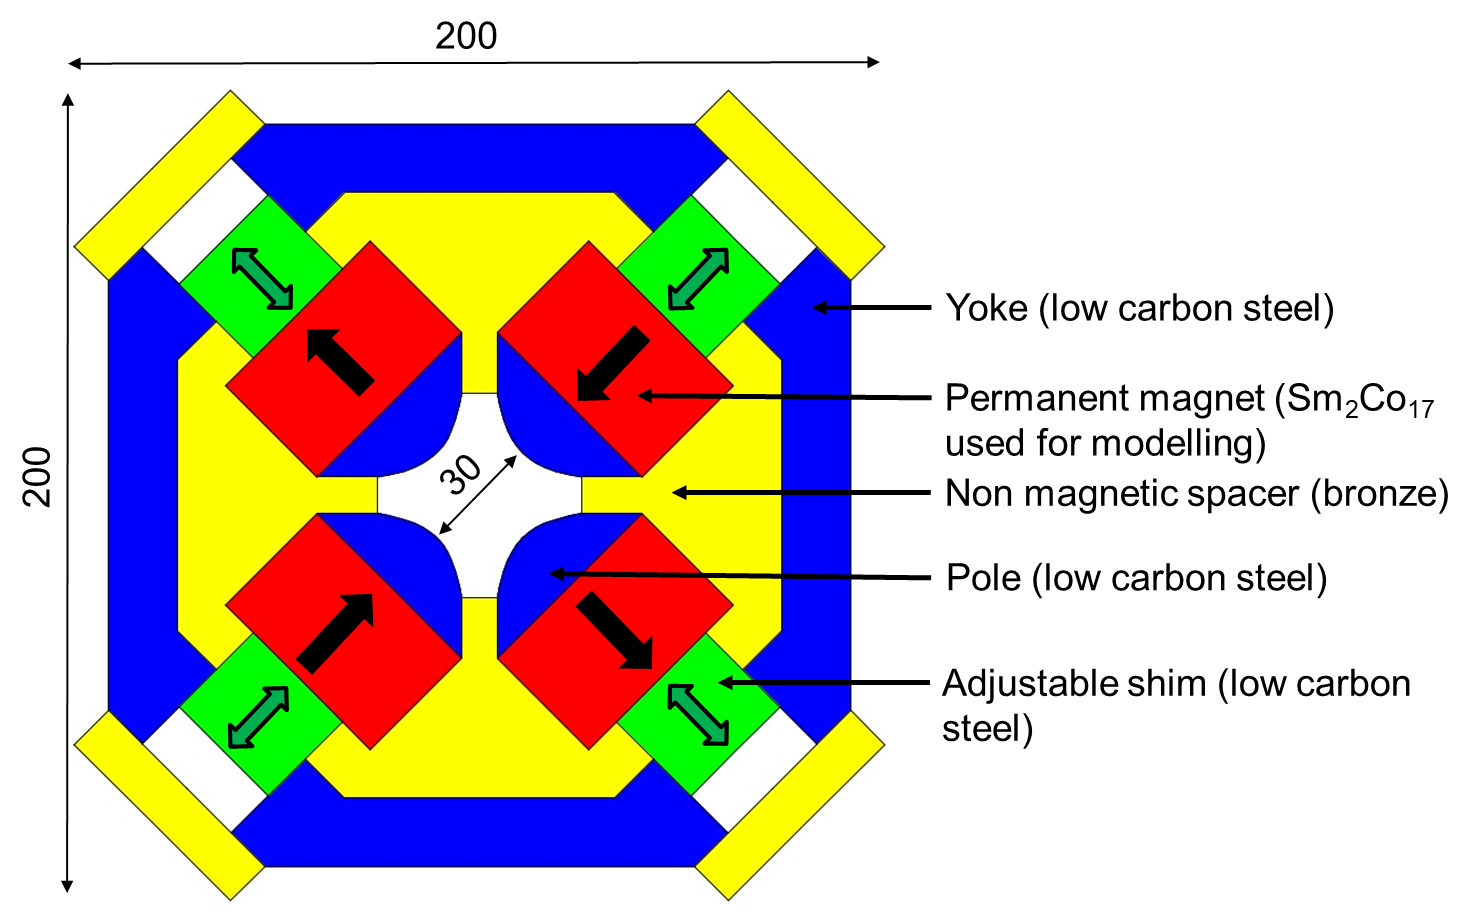 200
200
30
Yoke (low carbon steel)
Permanent magnet (Sm₂Co₁₇
used for modelling)
Non magnetic spacer (bronze)
Pole (low carbon steel)
Adjustable shim (low carbon
steel)